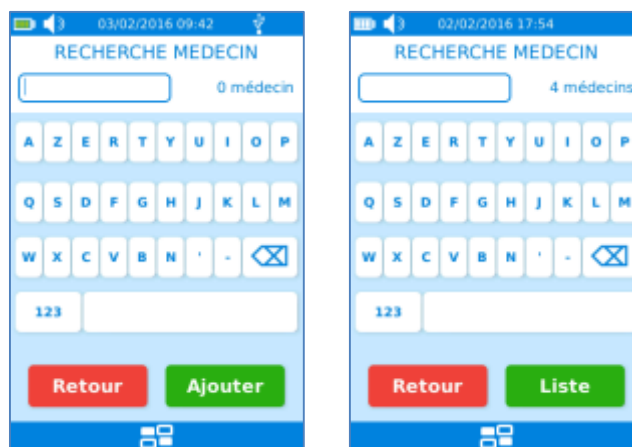 03/02/2016 09:42
RECHERCHE MEDECIN
0 médecin
A Z E R T Y U I O P
Q S D F G H J K L M
W X C V B N ' -
123
Retour Ajouter
02/02/2016 17:54
RECHERCHE MEDECIN
4 médecins
A Z E R T Y U I O P
Q S D F G H J K L M
W X C V B N ' -
123
Retour Liste